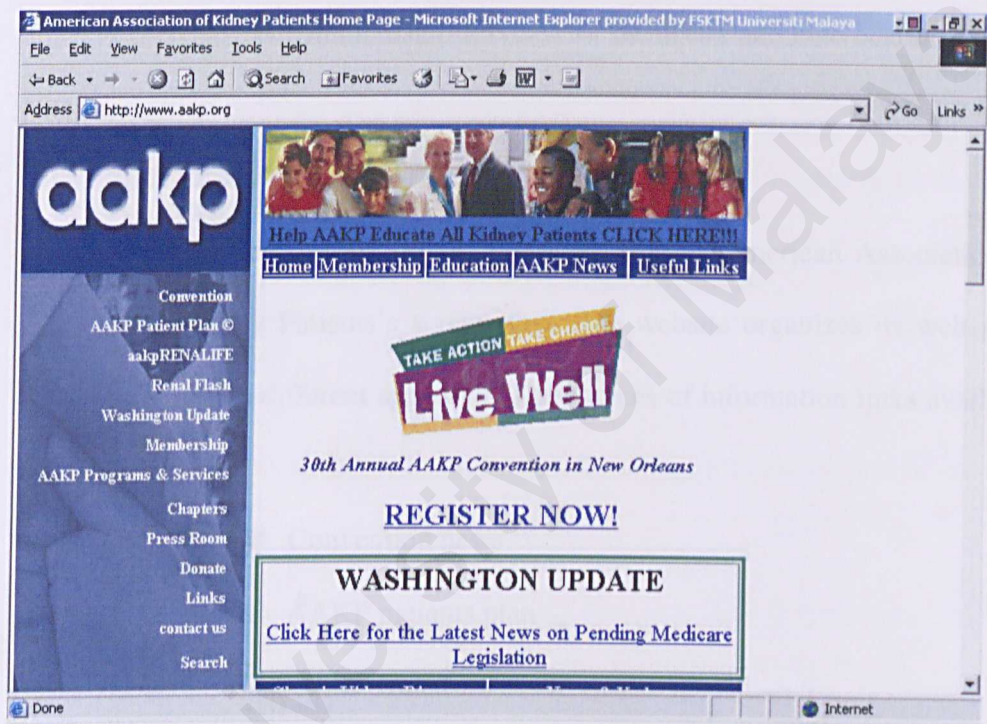 American Association of Kidney Patients Home Page - Microsoft Internet Explorer provided by FSKTM Universiti Malaya
File Edit View Favorites Tools Help
Back Search Favorites
Address http://www.aakp.org Go Links »
aakp
Help AAKP Educate All Kidney Patients CLICK HERE!!!
Home Membership Education AAKP News Useful Links
Convention
AAKP Patient Plan ©
aakpRENALIFE
Renal Flash
Washington Update
Membership
AAKP Programs & Services
Chapters
Press Room
Donate
Links
contact us
Search
TAKE ACTION TAKE CHARGE
Live Well
30th Annual AAKP Convention in New Orleans
REGISTER NOW!
WASHINGTON UPDATE
Click Here for the Latest News on Pending Medicare
Legislation
Done Internet
University of Malaya